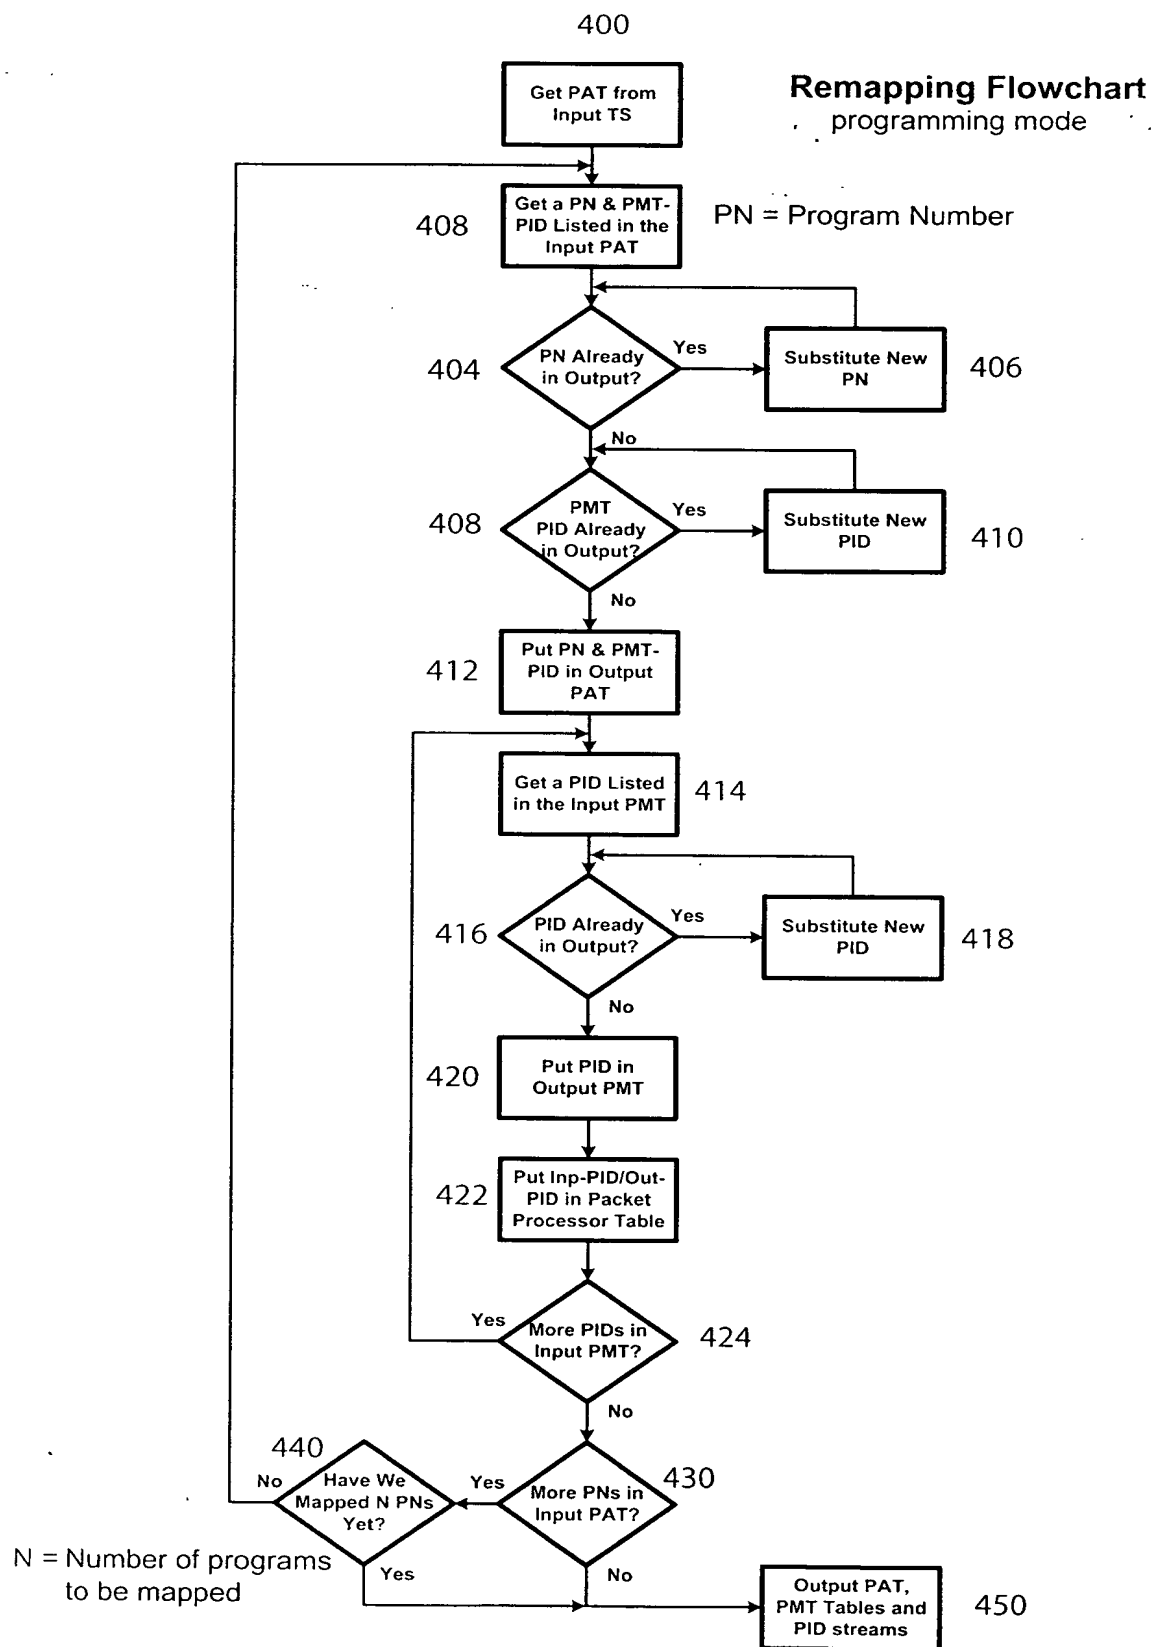 400
Remapping Flowchart
programming mode
Get PAT from
Input TS
408
Get a PN & PMT-
PID Listed in the
Input PAT
PN = Program Number
404
PN Already
in Output?
Yes
Substitute New
PN
406
No
408
PMT
PID Already
in Output?
Yes
Substitute New
PID
410
No
412
Put PN & PMT-
PID in Output
PAT
Get a PID Listed
in the Input PMT
414
416
PID Already
in Output?
Yes
Substitute New
PID
418
No
420
Put PID in
Output PMT
422
Put Inp-PID/Out-
PID in Packet
Processor Table
Yes
More PIDs in
Input PMT?
424
No
440
No
Have We
Mapped N PNs
Yet?
Yes
More PNs in
Input PAT?
430
N = Number of programs
to be mapped
Yes
No
Output PAT,
PMT Tables and
PID streams
450